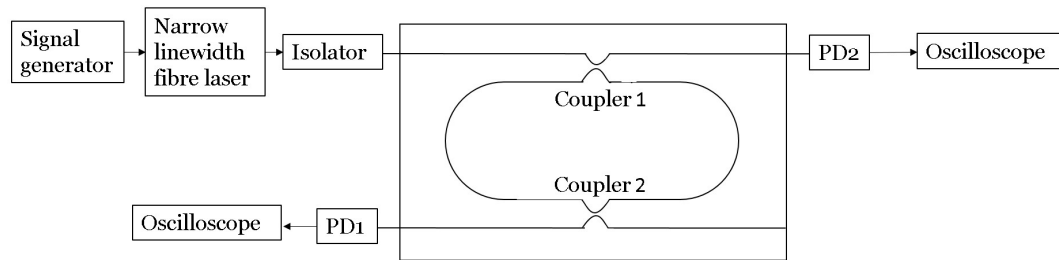 Signal
generator
Narrow
linewidth
fibre laser
Isolator
PD2
Oscilloscope
Coupler 1
Coupler 2
Oscilloscope
PD1